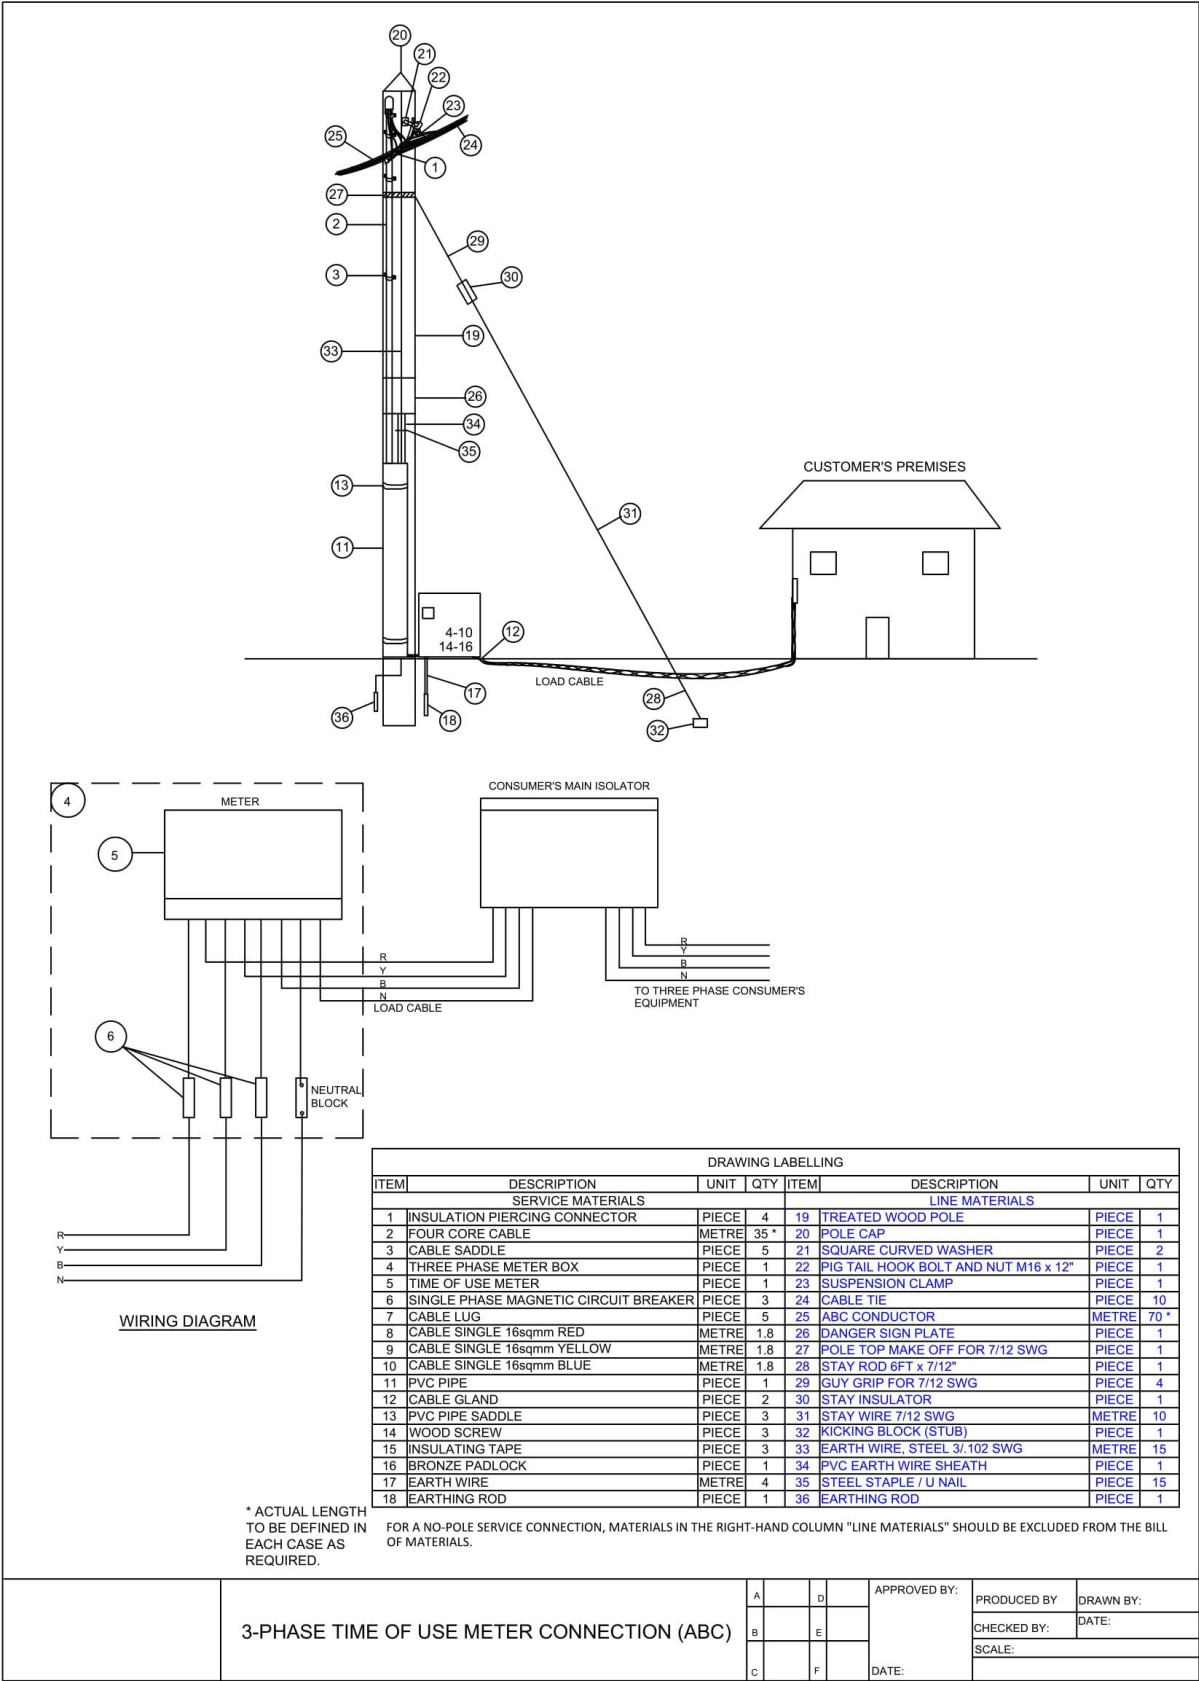 20
21
22
23
24
25
1
27
2
29
3
30
19
33
26
34
35
CUSTOMER'S PREMISES
13
31
11
4-10
14-16
12
LOAD CABLE
17
28
36
18
32
4
METER
CONSUMER'S MAIN ISOLATOR
5
R
Y
B
N
LOAD CABLE
R
Y
B
N
TO THREE PHASE CONSUMER'S
EQUIPMENT
6
NEUTRAL
BLOCK
R
Y
B
N
WIRING DIAGRAM
DRAWING LABELLING
ITEM DESCRIPTION UNIT QTY ITEM DESCRIPTION UNIT QTY
SERVICE MATERIALS LINE MATERIALS
1 INSULATION PIERCING CONNECTOR PIECE 4 19 TREATED WOOD POLE PIECE 1
2 FOUR CORE CABLE METRE 35 * 20 POLE CAP PIECE 1
3 CABLE SADDLE PIECE 5 21 SQUARE CURVED WASHER PIECE 2
4 THREE PHASE METER BOX PIECE 1 22 PIG TAIL HOOK BOLT AND NUT M16 x 12" PIECE 1
5 TIME OF USE METER PIECE 1 23 SUSPENSION CLAMP PIECE 1
6 SINGLE PHASE MAGNETIC CIRCUIT BREAKER PIECE 3 24 CABLE TIE PIECE 10
7 CABLE LUG PIECE 5 25 ABC CONDUCTOR METRE 70 *
8 CABLE SINGLE 16sqmm RED METRE 1.8 26 DANGER SIGN PLATE PIECE 1
9 CABLE SINGLE 16sqmm YELLOW METRE 1.8 27 POLE TOP MAKE OFF FOR 7/12 SWG PIECE 1
10 CABLE SINGLE 16sqmm BLUE METRE 1.8 28 STAY ROD 6FT x 7/12" PIECE 1
11 PVC PIPE PIECE 1 29 GUY GRIP FOR 7/12 SWG PIECE 4
12 CABLE GLAND PIECE 2 30 STAY INSULATOR PIECE 1
13 PVC PIPE SADDLE PIECE 3 31 STAY WIRE 7/12 SWG METRE 10
14 WOOD SCREW PIECE 3 32 KICKING BLOCK (STUB) PIECE 1
15 INSULATING TAPE PIECE 3 33 EARTH WIRE, STEEL 3/.102 SWG METRE 15
16 BRONZE PADLOCK PIECE 1 34 PVC EARTH WIRE SHEATH PIECE 1
17 EARTH WIRE METRE 4 35 STEEL STAPLE / U NAIL PIECE 15
18 EARTHING ROD PIECE 1 36 EARTHING ROD PIECE 1
* ACTUAL LENGTH
TO BE DEFINED IN
EACH CASE AS
REQUIRED.
FOR A NO-POLE SERVICE CONNECTION, MATERIALS IN THE RIGHT-HAND COLUMN "LINE MATERIALS" SHOULD BE EXCLUDED FROM THE BILL
OF MATERIALS.
3-PHASE TIME OF USE METER CONNECTION (ABC)
A D
B E
C F
APPROVED BY:
DATE:
PRODUCED BY
DRAWN BY:
CHECKED BY:
DATE:
SCALE: